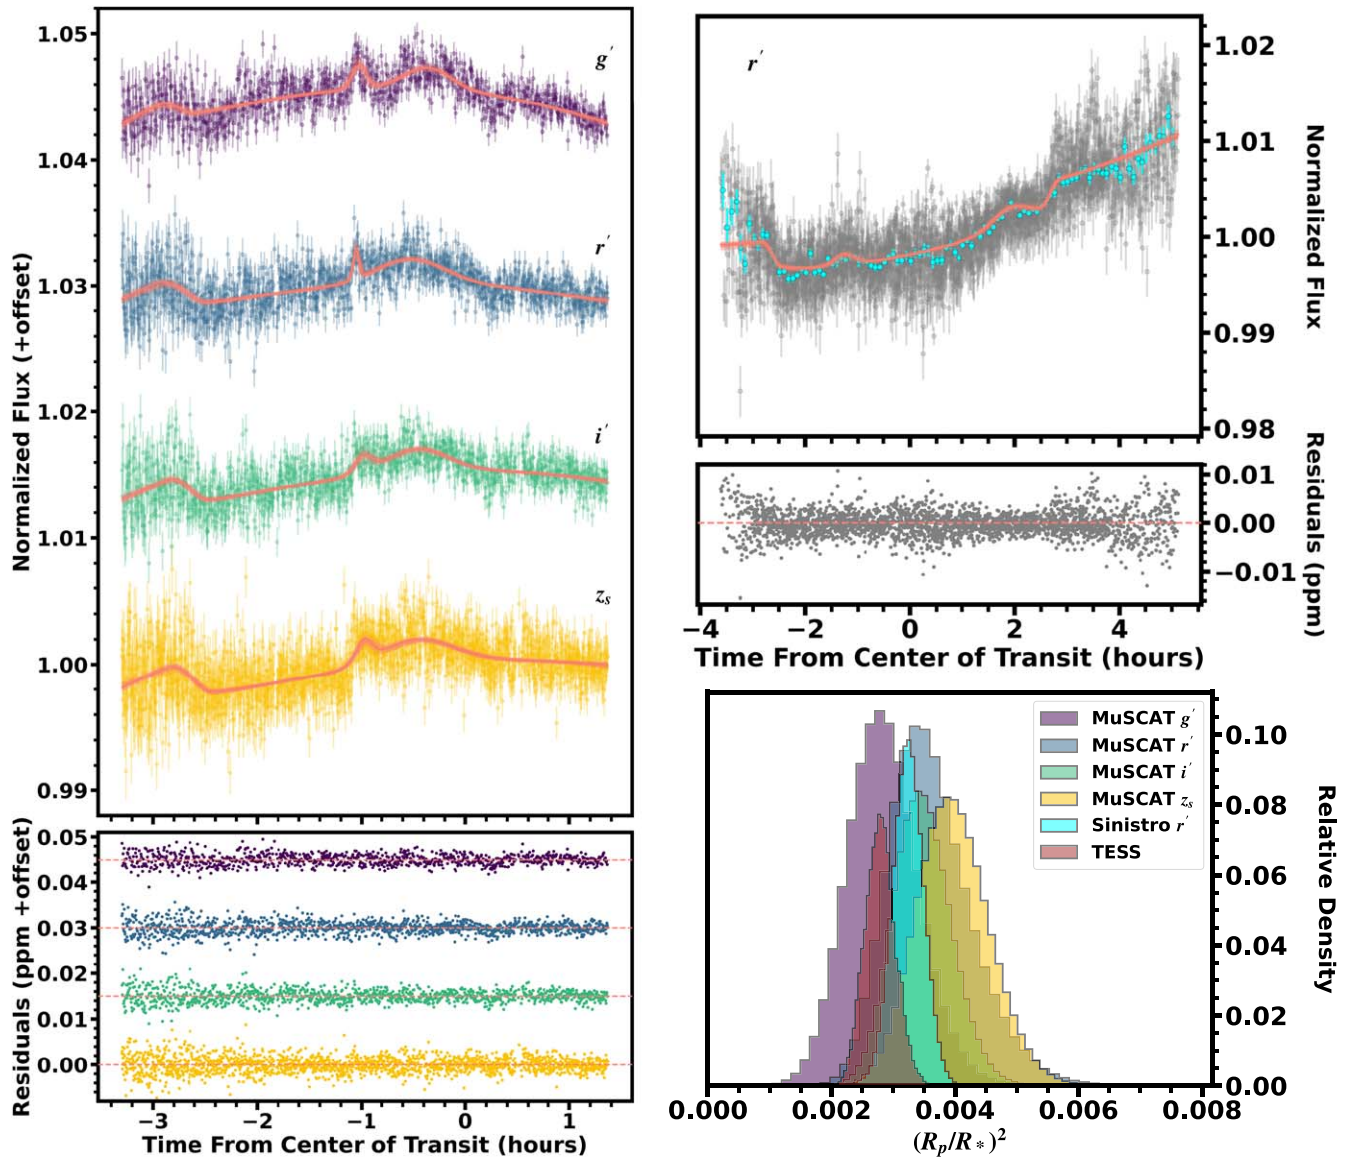 Normalized Flux (+offset)
1.05
1.04
1.03
1.02
1.01
1.00
0.99
g′
r′
i′
zₛ
Residuals (ppm +offset)
0.05
0.04
0.03
0.02
0.01
0.00
−3 −2 −1 0 1
Time From Center of Transit (hours)
r′
1.02
1.01
1.00
0.99
0.98
Normalized Flux
0.01
0.00
−0.01
Residuals (ppm)
−4 −2 0 2 4
Time From Center of Transit (hours)
MuSCAT g′
MuSCAT r′
MuSCAT i′
MuSCAT zₛ
Sinistro r′
TESS
0.10
0.08
0.06
0.04
0.02
0.00
Relative Density
0.000 0.002 0.004 0.006 0.008
(Rₚ/R∗)²